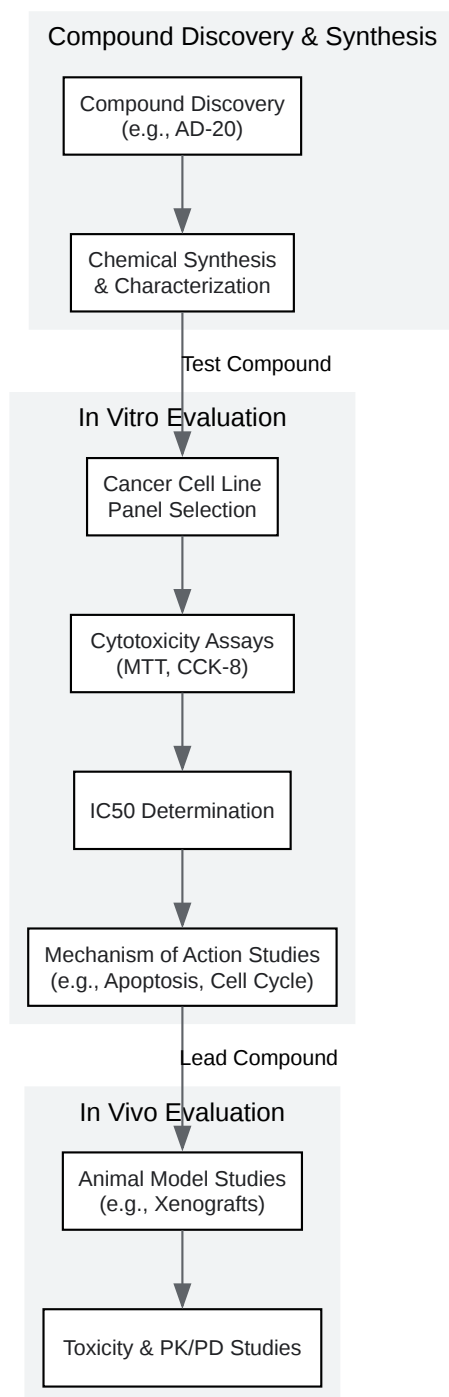 Compound Discovery & Synthesis
Compound Discovery
(e.g., AD-20)
Chemical Synthesis
& Characterization
Test Compound
In Vitro Evaluation
Cancer Cell Line
Panel Selection
Cytotoxicity Assays
(MTT, CCK-8)
IC50 Determination
Mechanism of Action Studies
(e.g., Apoptosis, Cell Cycle)
Lead Compound
In Vivo Evaluation
Animal Model Studies
(e.g., Xenografts)
Toxicity & PK/PD Studies